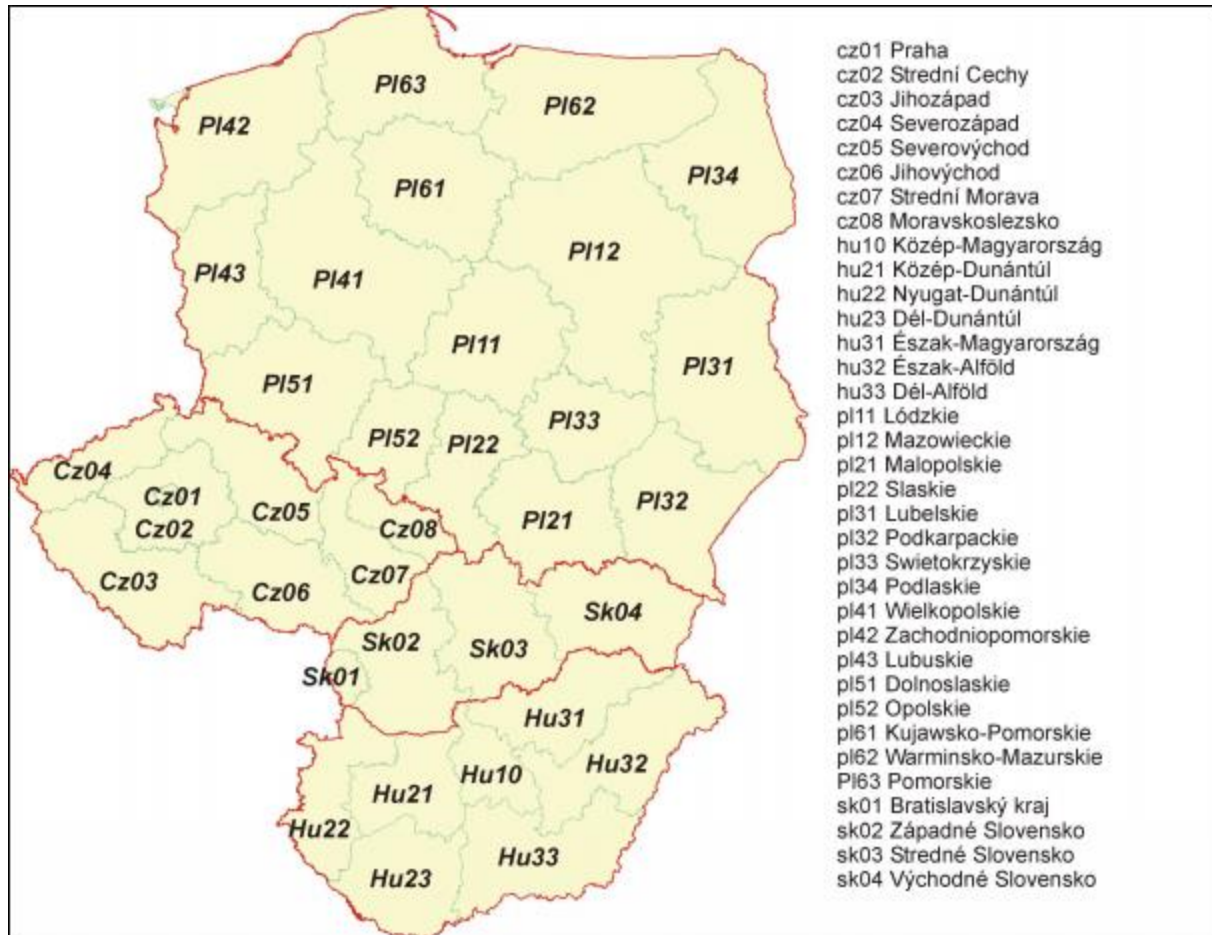 Pl63
Pl62
Pl42
Pl34
Pl61
Pl12
Pl43
Pl41
Pl11
Pl31
Pl51
Pl33
Pl52
Pl22
Cz04
Cz01
Pl32
Cz05
Pl21
Cz02
Cz08
Cz03
Cz07
Cz06
Sk04
Sk02
Sk03
Sk01
Hu31
Hu32
Hu10
Hu21
Hu22
Hu33
Hu23
cz01 Praha
cz02 Strední Cechy
cz03 Jihozápad
cz04 Severozápad
cz05 Severovýchod
cz06 Jihovýchod
cz07 Strední Morava
cz08 Moravskoslezsko
hu10 Közép-Magyarország
hu21 Közép-Dunántúl
hu22 Nyugat-Dunántúl
hu23 Dél-Dunántúl
hu31 Észak-Magyarország
hu32 Észak-Alföld
hu33 Dél-Alföld
pl11 Lódzkie
pl12 Mazowieckie
pl21 Malopolskie
pl22 Slaskie
pl31 Lubelskie
pl32 Podkarpackie
pl33 Swietokrzyskie
pl34 Podlaskie
pl41 Wielkopolskie
pl42 Zachodniopomorskie
pl43 Lubuskie
pl51 Dolnoslaskie
pl52 Opolskie
pl61 Kujawsko-Pomorskie
pl62 Warminsko-Mazurskie
Pl63 Pomorskie
sk01 Bratislavský kraj
sk02 Západné Slovensko
sk03 Stredné Slovensko
sk04 Východné Slovensko